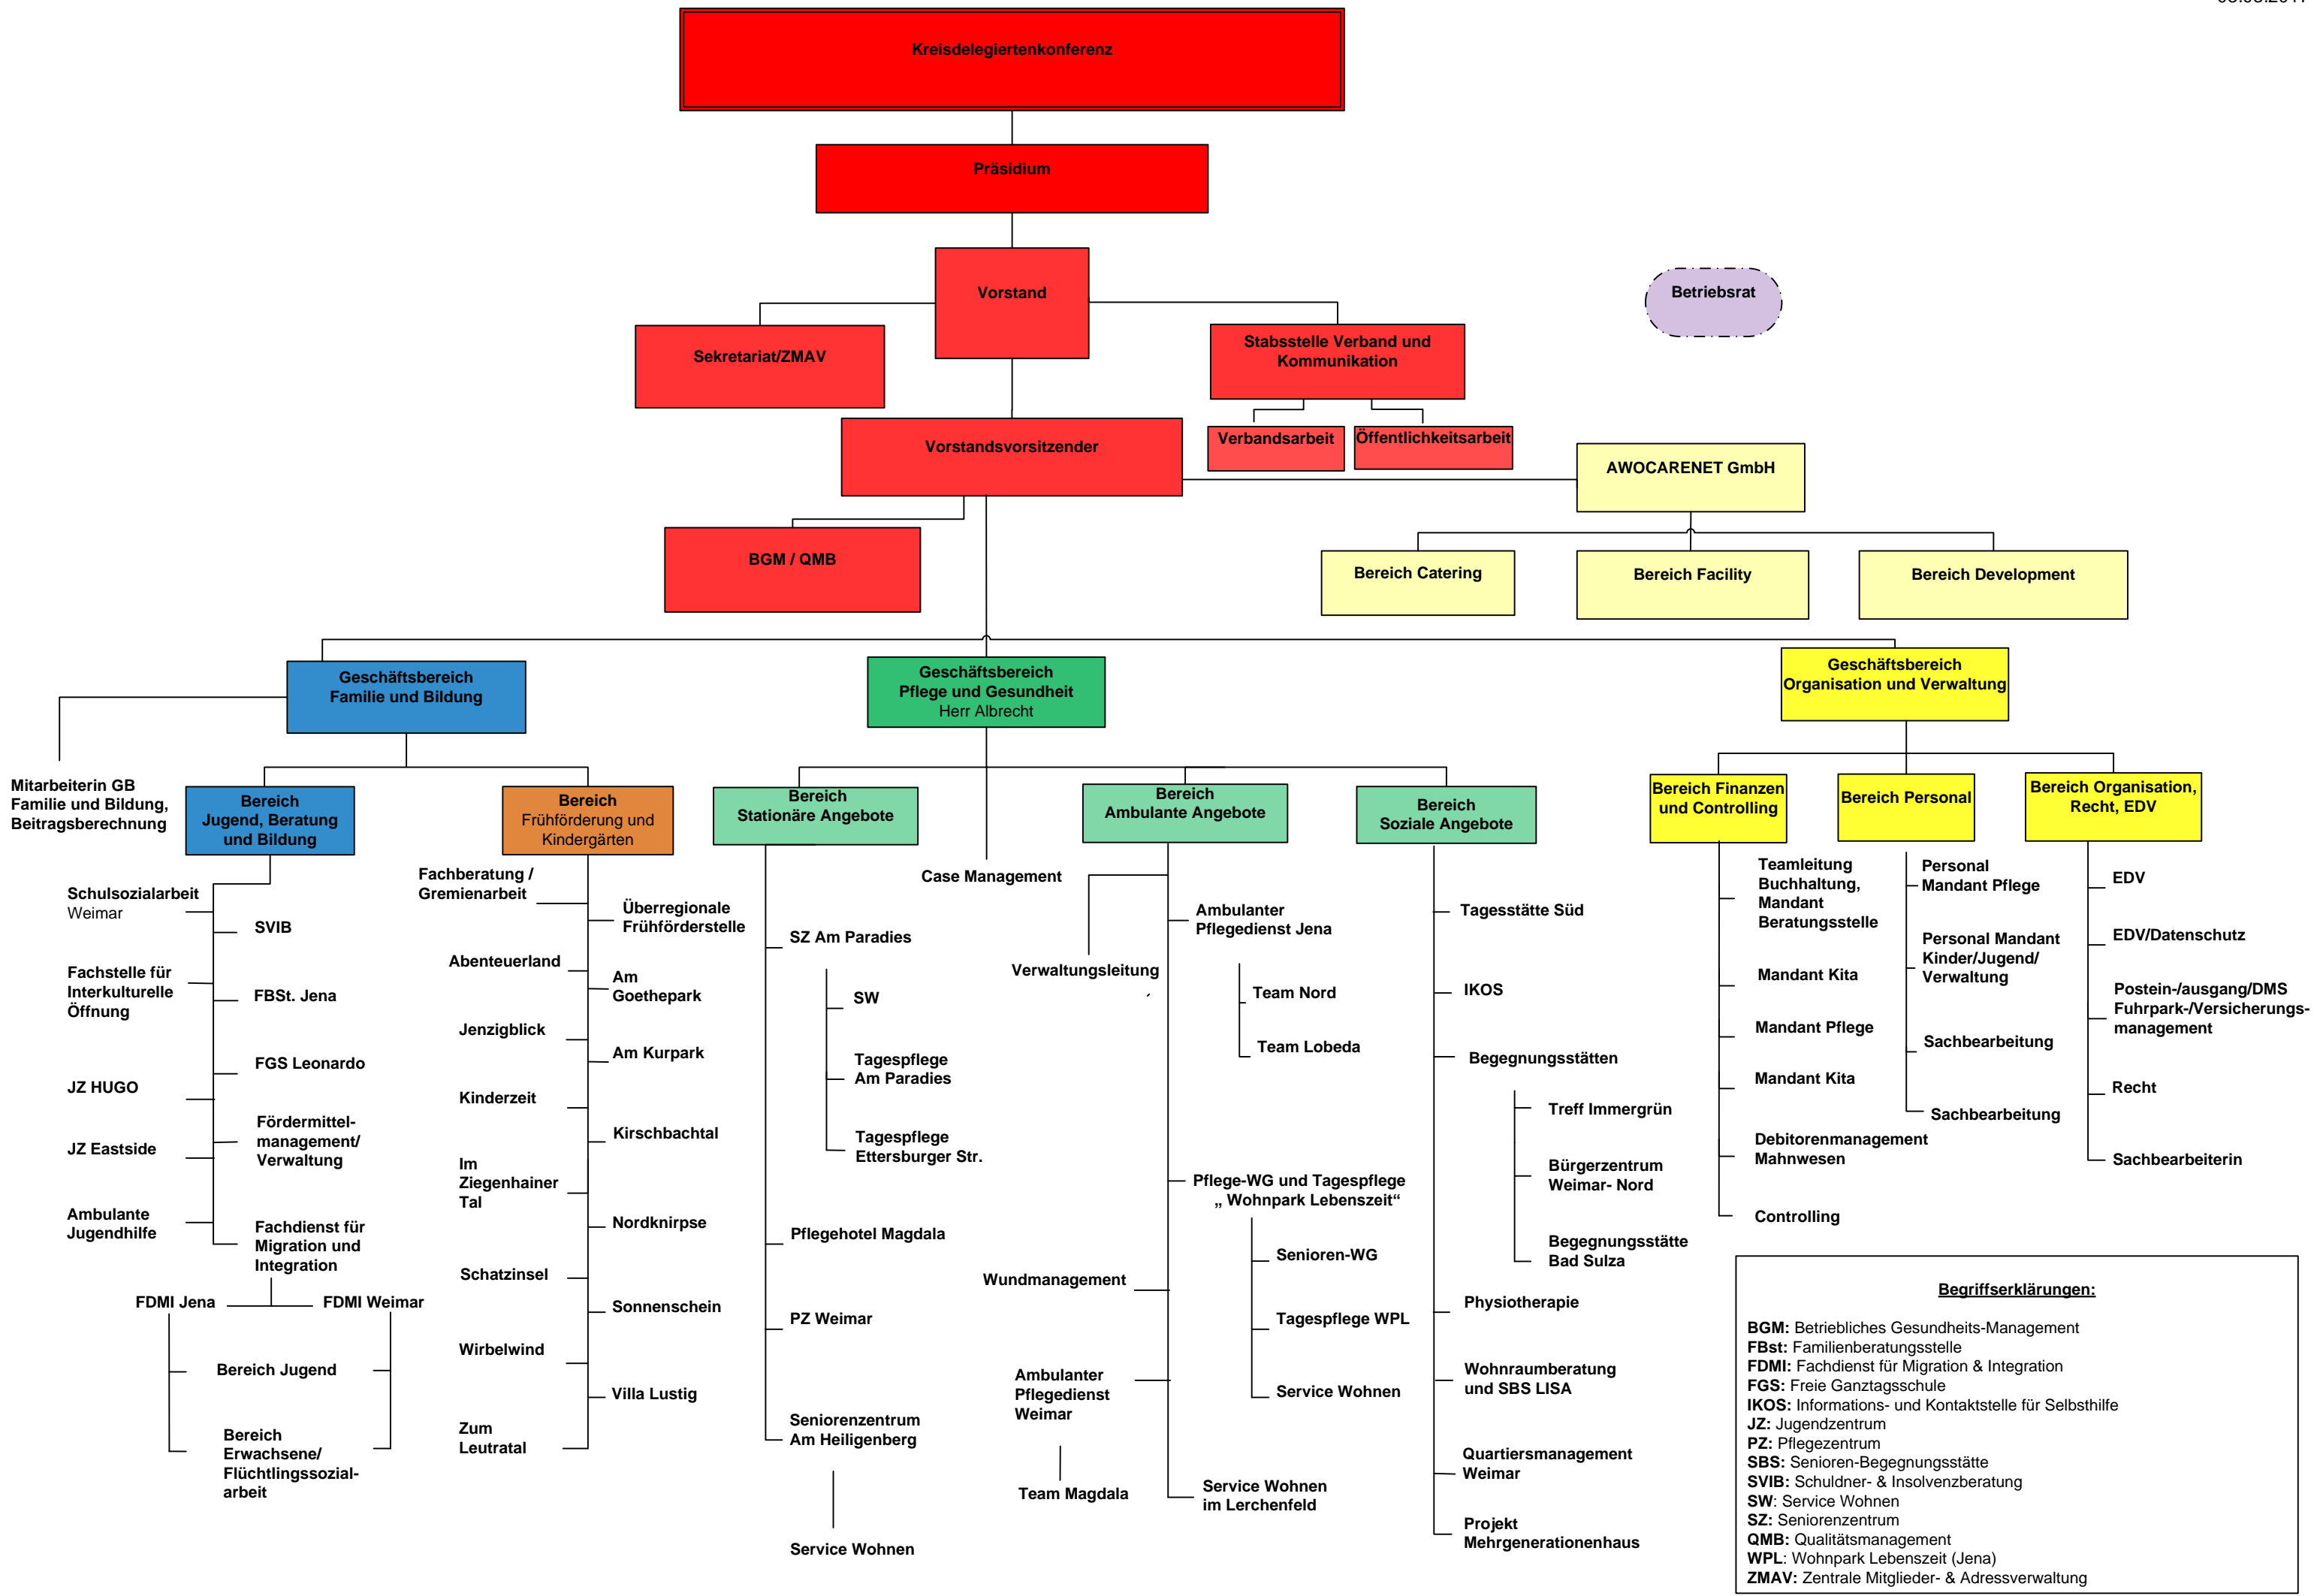 Kreisdelegiertenkonferenz
Präsidium
Vorstand
Betriebsrat
Sekretariat/ZMAV
Stabsstelle Verband und
Kommunikation
Verbandsarbeit
Öffentlichkeitsarbeit
Vorstandsvorsitzender
AWOCARENET GmbH
BGM / QMB
Bereich Catering
Bereich Facility
Bereich Development
Geschäftsbereich
Familie und Bildung
Geschäftsbereich
Pflege und Gesundheit
Herr Albrecht
Geschäftsbereich
Organisation und Verwaltung
Mitarbeiterin GB
Familie und Bildung,
Beitragsberechnung
Bereich
Jugend, Beratung
und Bildung
Bereich
Frühförderung und
Kindergärten
Bereich
Stationäre Angebote
Bereich
Ambulante Angebote
Bereich
Soziale Angebote
Bereich Finanzen
und Controlling
Bereich Personal
Bereich Organisation,
Recht, EDV
Schulsozialarbeit
Weimar
SVIB
Fachstelle für
Interkulturelle
Öffnung
FBSt. Jena
FGS Leonardo
JZ HUGO
Fördermittel-
management/
Verwaltung
JZ Eastside
Ambulante
Jugendhilfe
Fachdienst für
Migration und
Integration
FDMI Jena
FDMI Weimar
Bereich Jugend
Bereich
Erwachsene/
Flüchtlingssozial-
arbeit
Fachberatung /
Gremienarbeit
Überregionale
Frühförderstelle
Abenteuerland
Am
Goethepark
Jenzigblick
Am Kurpark
Kinderzeit
Kirschbachtal
Im
Ziegenhainer
Tal
Nordknirpse
Schatzinsel
Sonnenschein
Wirbelwind
Villa Lustig
Zum
Leutratal
SZ Am Paradies
SW
Tagespflege
Am Paradies
Tagespflege
Ettersburger Str.
Pflegehotel Magdala
PZ Weimar
Seniorenzentrum
Am Heiligenberg
Service Wohnen
Case Management
Verwaltungsleitung
Ambulanter
Pflegedienst Jena
Team Nord
Team Lobeda
Pflege-WG und Tagespflege
„ Wohnpark Lebenszeit“
Senioren-WG
Wundmanagement
Tagespflege WPL
Ambulanter
Pflegedienst
Weimar
Service Wohnen
Team Magdala
Service Wohnen
im Lerchenfeld
Tagesstätte Süd
IKOS
Begegnungsstätten
Treff Immergrün
Bürgerzentrum
Weimar- Nord
Begegnungsstätte
Bad Sulza
Physiotherapie
Wohnraumberatung
und SBS LISA
Quartiersmanagement
Weimar
Projekt
Mehrgenerationenhaus
Teamleitung
Buchhaltung,
Mandant
Beratungsstelle
Mandant Kita
Mandant Pflege
Mandant Kita
Debitorenmanagement
Mahnwesen
Controlling
Personal
Mandant Pflege
Personal Mandant
Kinder/Jugend/
Verwaltung
Sachbearbeitung
Sachbearbeitung
EDV
EDV/Datenschutz
Postein-/ausgang/DMS
Fuhrpark-/Versicherungs-
management
Recht
Sachbearbeiterin
Begriffserklärungen:
BGM: Betriebliches Gesundheits-Management
FBst: Familienberatungsstelle
FDMI: Fachdienst für Migration & Integration
FGS: Freie Ganztagsschule
IKOS: Informations- und Kontaktstelle für Selbsthilfe
JZ: Jugendzentrum
PZ: Pflegezentrum
SBS: Senioren-Begegnungsstätte
SVIB: Schuldner- & Insolvenzberatung
SW: Service Wohnen
SZ: Seniorenzentrum
QMB: Qualitätsmanagement
WPL: Wohnpark Lebenszeit (Jena)
ZMAV: Zentrale Mitglieder- & Adressverwaltung